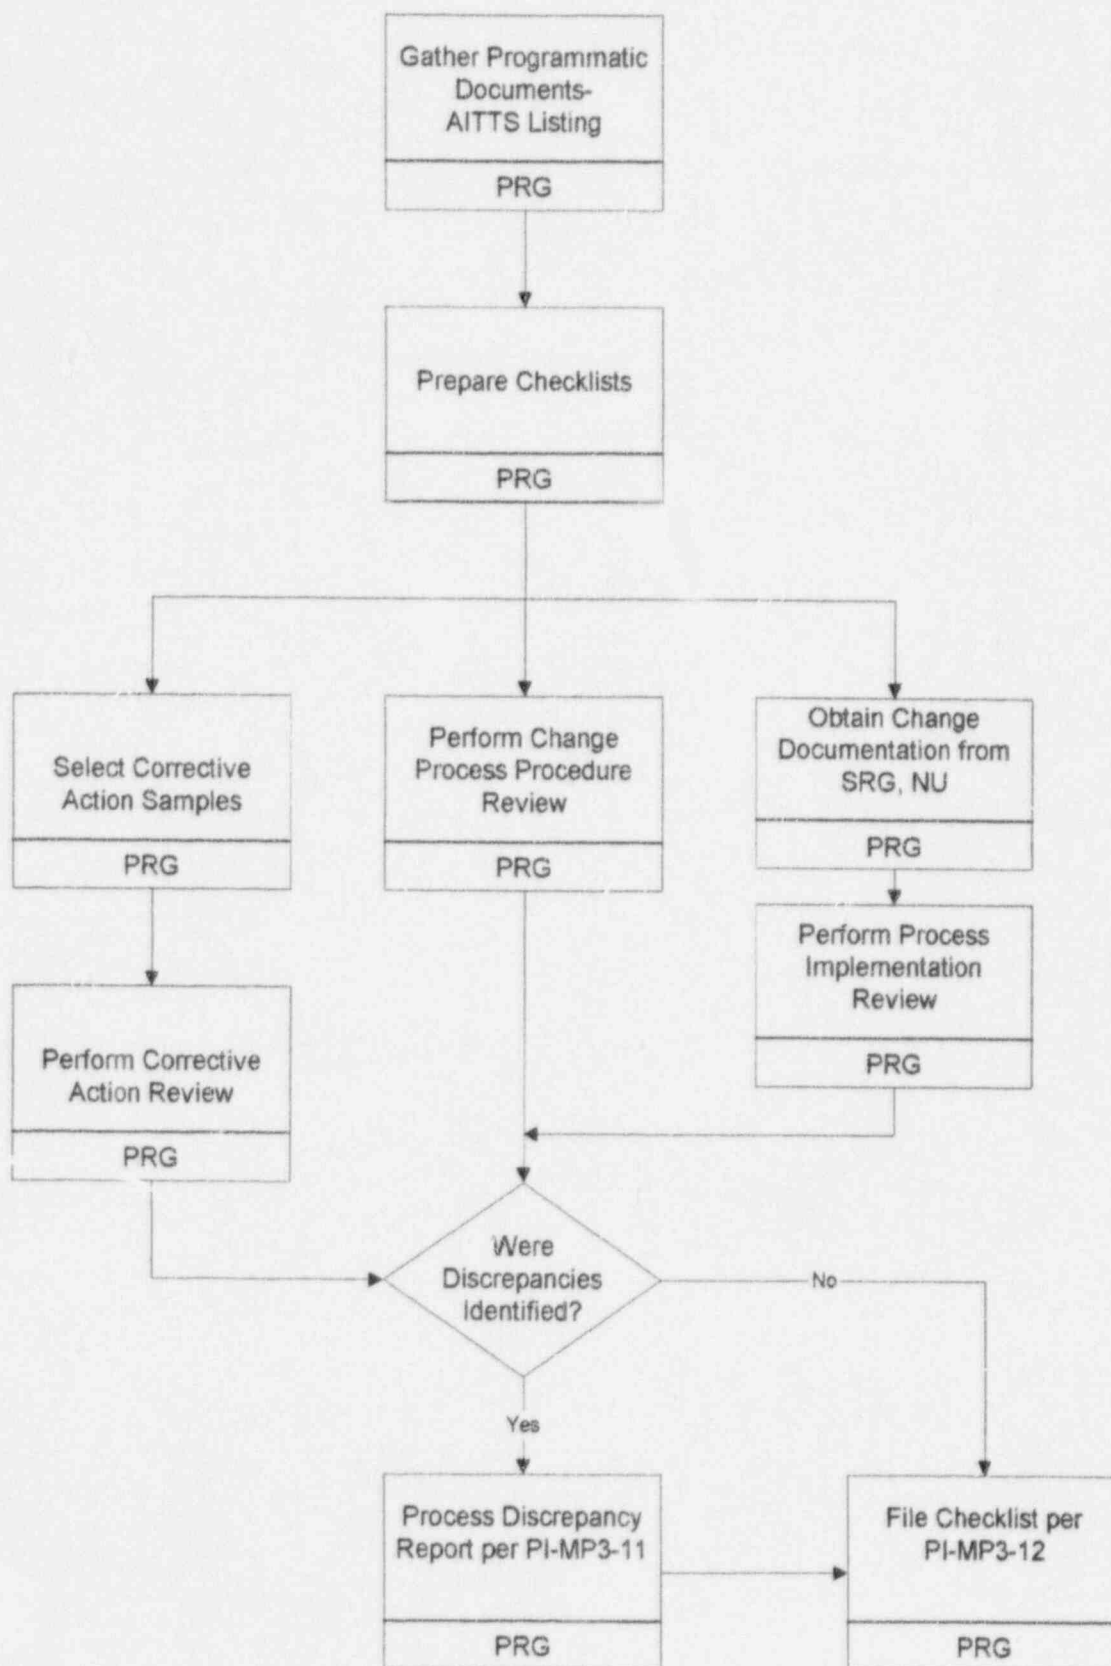 Gather Programmatic
Documents-
AITTS Listing
PRG
Prepare Checklists
PRG
Select Corrective
Action Samples
PRG
Perform Change
Process Procedure
Review
PRG
Obtain Change
Documentation from
SRG, NU
PRG
Perform Process
Implementation
Review
PRG
Perform Corrective
Action Review
PRG
Were
Discrepancies
Identified?
No
Yes
Process Discrepancy
Report per PI-MP3-11
PRG
File Checklist per
PI-MP3-12
PRG